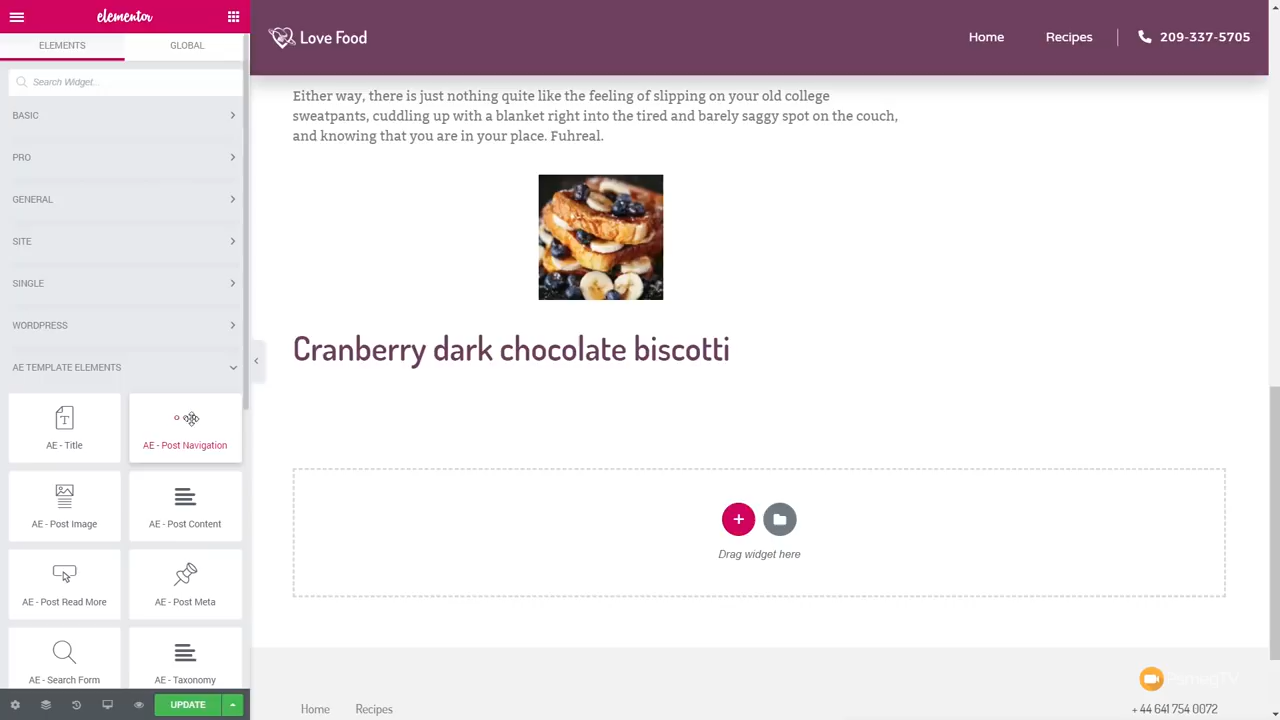 elementor
ELEMENTS
GLOBAL
Search Widget...
BASIC
PRO
GENERAL
SITE
SINGLE
WORDPRESS
AE TEMPLATE ELEMENTS
AE - Title
AE - Post Navigation
AE - Post Image
AE - Post Content
AE - Post Read More
AE - Post Meta
AE - Search Form
AE - Taxonomy
UPDATE
Love Food
Home
Recipes
209-337-5705
Either way, there is just nothing quite like the feeling of slipping on your old college
sweatpants, cuddling up with a blanket right into the tired and barely saggy spot on the couch,
and knowing that you are in your place. Fuhreal.
Cranberry dark chocolate biscotti
Drag widget here
Home
Recipes
+ 44 641 754 0072